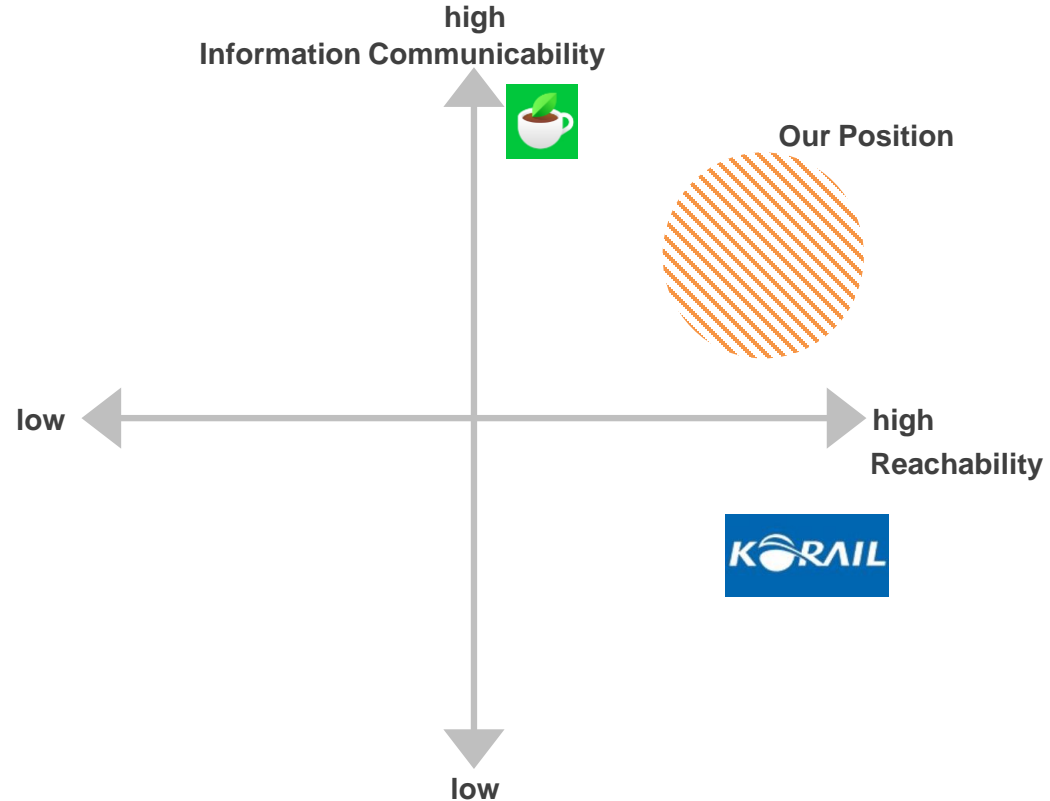 high
Information Communicability
Our Position
low
high
Reachability
KORAIL
low